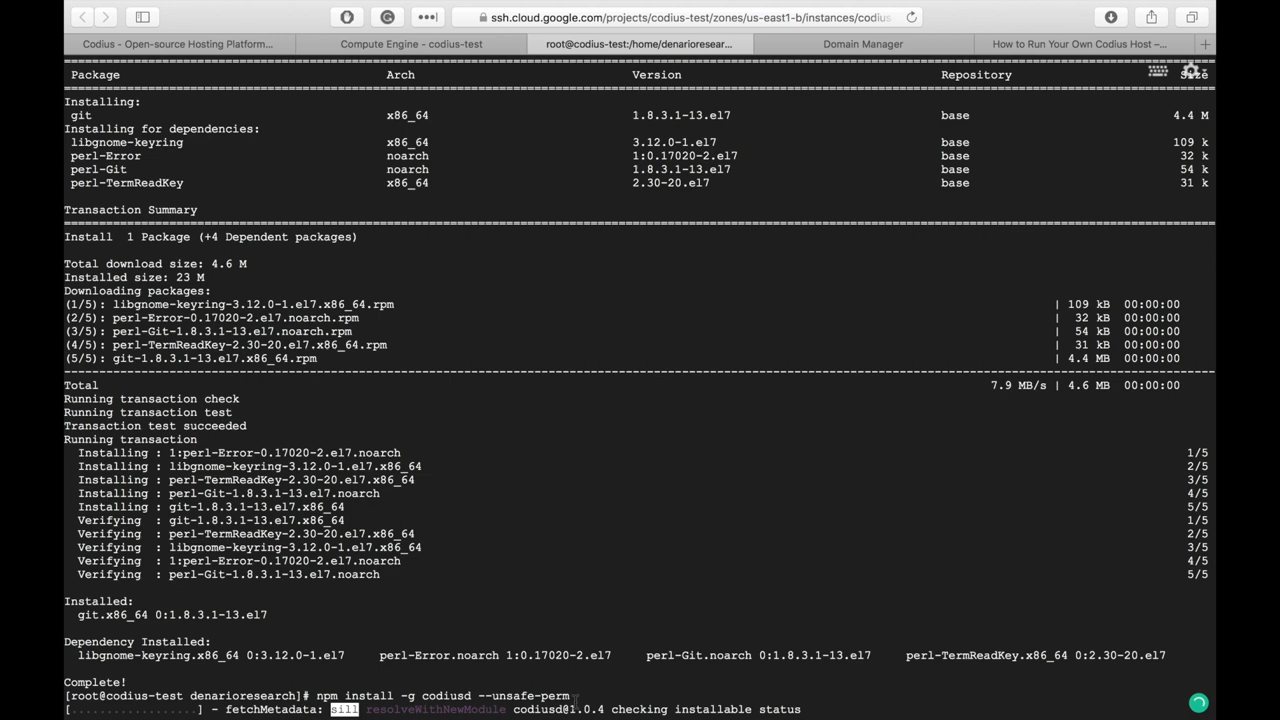 ssh.cloud.google.com/projects/codius-test/zones/us-east1-b/instances/codius
Codius - Open-source Hosting Platform... Compute Engine - codius-test root@codius-test:/home/denarioresear... Domain Manager How to Run Your Own Codius Host –...
Package Arch Version Repository Size
Installing:
git x86_64 1.8.3.1-13.el7 base 4.4 M
Installing for dependencies:
libgnome-keyring x86_64 3.12.0-1.el7 base 109 k
perl-Error noarch 1:0.17020-2.el7 base 32 k
perl-Git noarch 1.8.3.1-13.el7 base 54 k
perl-TermReadKey x86_64 2.30-20.el7 base 31 k
Transaction Summary
Install 1 Package (+4 Dependent packages)
Total download size: 4.6 M
Installed size: 23 M
Downloading packages:
(1/5): libgnome-keyring-3.12.0-1.el7.x86_64.rpm | 109 kB 00:00:00
(2/5): perl-Error-0.17020-2.el7.noarch.rpm | 32 kB 00:00:00
(3/5): perl-Git-1.8.3.1-13.el7.noarch.rpm | 54 kB 00:00:00
(4/5): perl-TermReadKey-2.30-20.el7.x86_64.rpm | 31 kB 00:00:00
(5/5): git-1.8.3.1-13.el7.x86_64.rpm | 4.4 MB 00:00:00
Total 7.9 MB/s | 4.6 MB 00:00:00
Running transaction check
Running transaction test
Transaction test succeeded
Running transaction
Installing : 1:perl-Error-0.17020-2.el7.noarch 1/5
Installing : libgnome-keyring-3.12.0-1.el7.x86_64 2/5
Installing : perl-TermReadKey-2.30-20.el7.x86_64 3/5
Installing : perl-Git-1.8.3.1-13.el7.noarch 4/5
Installing : git-1.8.3.1-13.el7.x86_64 5/5
Verifying : git-1.8.3.1-13.el7.x86_64 1/5
Verifying : perl-TermReadKey-2.30-20.el7.x86_64 2/5
Verifying : libgnome-keyring-3.12.0-1.el7.x86_64 3/5
Verifying : 1:perl-Error-0.17020-2.el7.noarch 4/5
Verifying : perl-Git-1.8.3.1-13.el7.noarch 5/5
Installed:
git.x86_64 0:1.8.3.1-13.el7
Dependency Installed:
libgnome-keyring.x86_64 0:3.12.0-1.el7 perl-Error.noarch 1:0.17020-2.el7 perl-Git.noarch 0:1.8.3.1-13.el7 perl-TermReadKey.x86_64 0:2.30-20.el7
Complete!
[root@codius-test denarioresearch]# npm install -g codiusd --unsafe-perm
[..................] - fetchMetadata: sill resolveWithNewModule codiusd@1.0.4 checking installable status